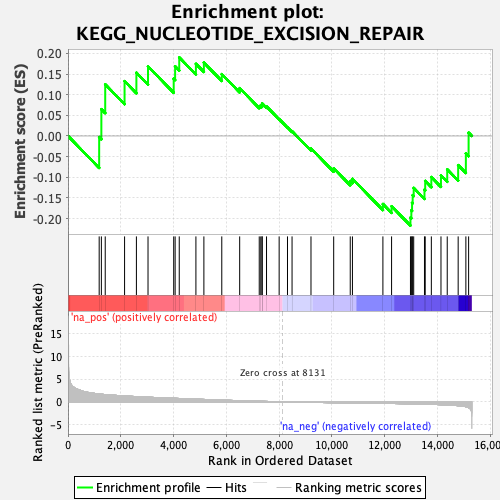 Enrichment plot:
KEGG_NUCLEOTIDE_EXCISION_REPAIR
Enrichment score (ES)
0.20
0.15
0.10
0.05
0.00
-0.05
-0.10
-0.15
-0.20
'na_pos' (positively correlated)
Ranked list metric (PreRanked)
15
10
5
0
-5
Zero cross at 8131
'na_neg' (negatively correlated)
0 2,000 4,000 6,000 8,000 10,000 12,000 14,000 16,000
Rank in Ordered Dataset
Enrichment profile Hits Ranking metric scores